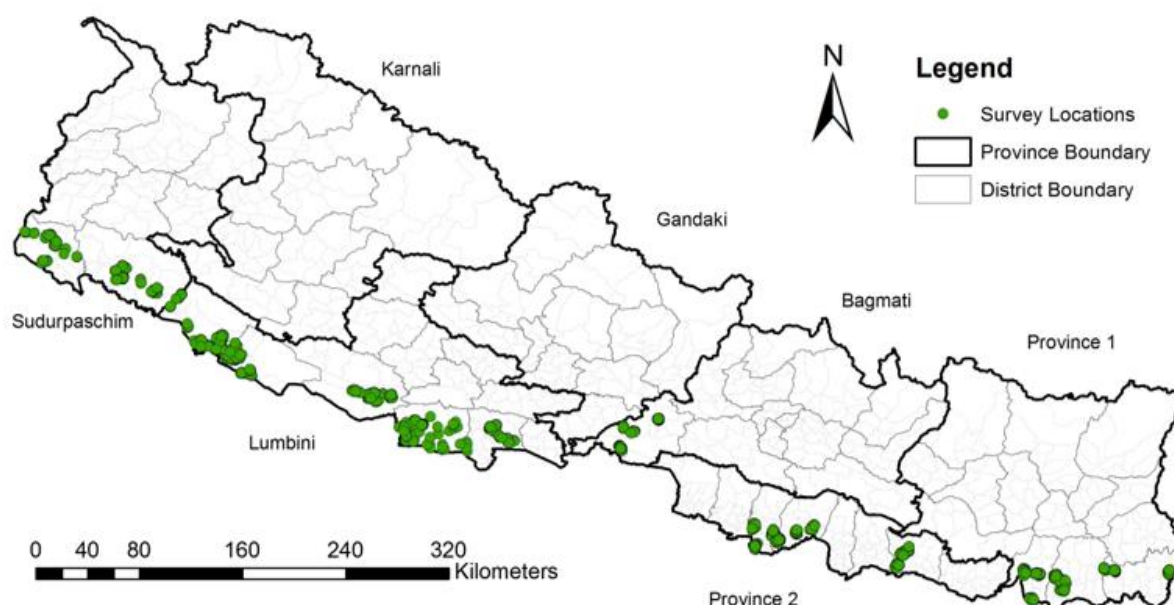 Karnali
N
Legend
Survey Locations
Province Boundary
District Boundary
Gandaki
Bagmati
Province 1
Sudurpaschim
Lumbini
0 40 80 160 240 320
Kilometers
Province 2